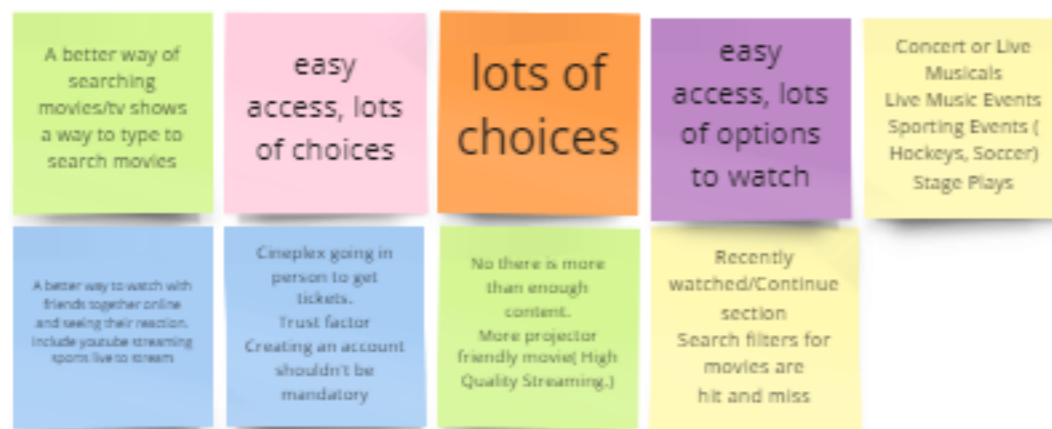 A better way of
searching
movies/tv shows
a way to type to
search movies
easy
access, lots
of choices
lots of
choices
easy
access, lots
of options
to watch
Concert or Live
Musicals
Live Music Events
Sporting Events (
Hockeys, Soccer)
Stage Plays
A better way to watch with
friends together online
and seeing their reaction.
Include youtube streaming
sports live to stream
Cineplex going in
person to get
tickets.
Trust factor
Creating an account
shouldn't be
mandatory
No there is more
than enough
content.
More projector
friendly movie( High
Quality Streaming.)
Recently
watched/Continue
section
Search filters for
movies are
hit and miss